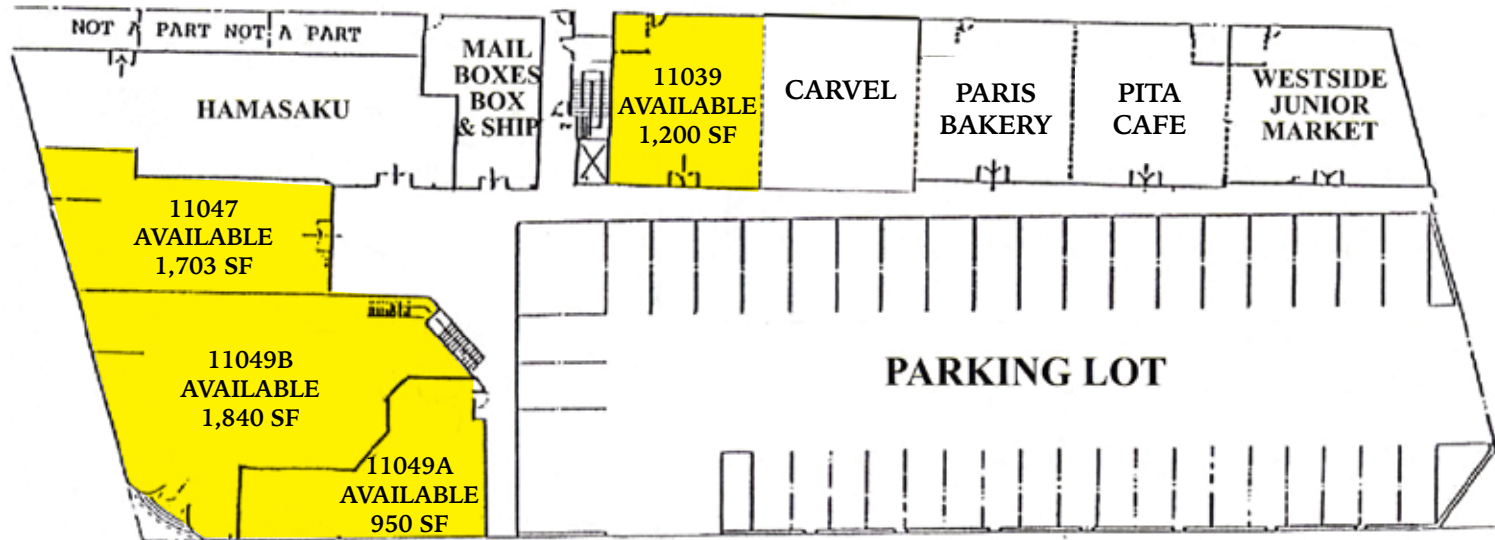 NOT A PART NOT A PART
HAMASAKU
MAIL
BOXES
BOX
& SHIP
11039
AVAILABLE
1,200 SF
CARVEL
PARIS
BAKERY
PITA
CAFE
WESTSIDE
JUNIOR
MARKET
11047
AVAILABLE
1,703 SF
11049B
AVAILABLE
1,840 SF
11049A
AVAILABLE
950 SF
PARKING LOT